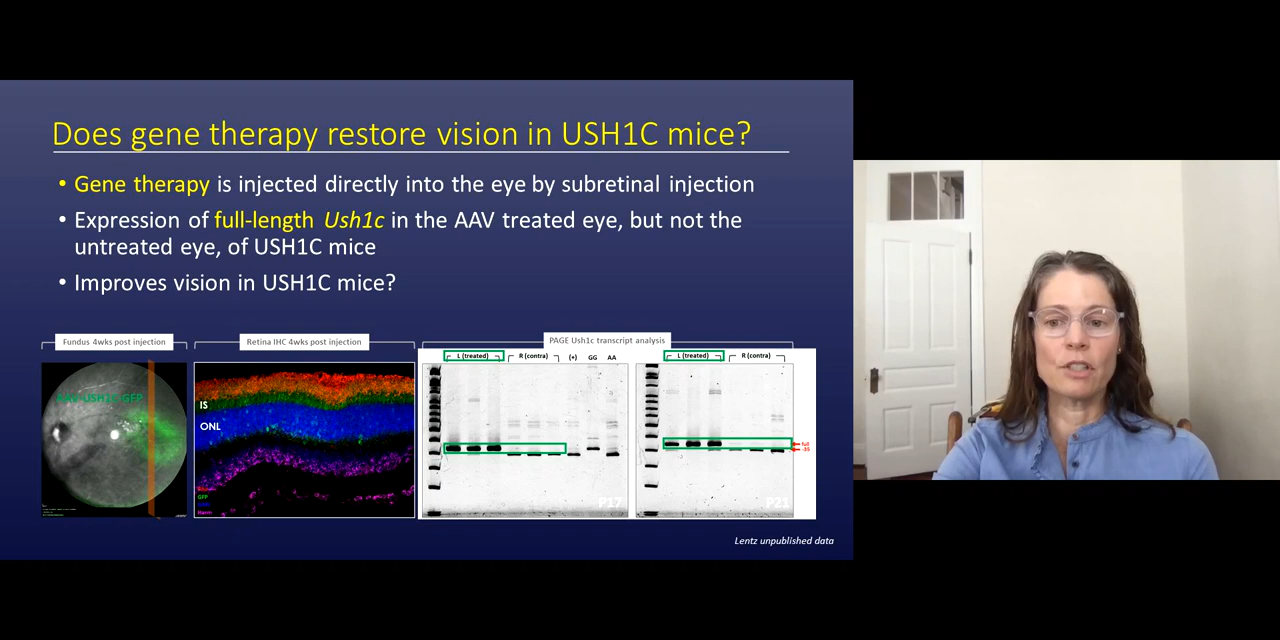 Does gene therapy restore vision in USH1C mice?
• Gene therapy is injected directly into the eye by subretinal injection
• Expression of full-length Ush1c in the AAV treated eye, but not the
untreated eye, of USH1C mice
• Improves vision in USH1C mice?
Fundus 4wks post injection
Retina IHC 4wks post injection
PAGE Ush1c transcript analysis
L (treated) R (contra) (+) GG AA
L (treated) R (contra)
AAV-USH1C-GFP
IS
ONL
full
-35
GFP
Harm
P17
P21
Lentz unpublished data